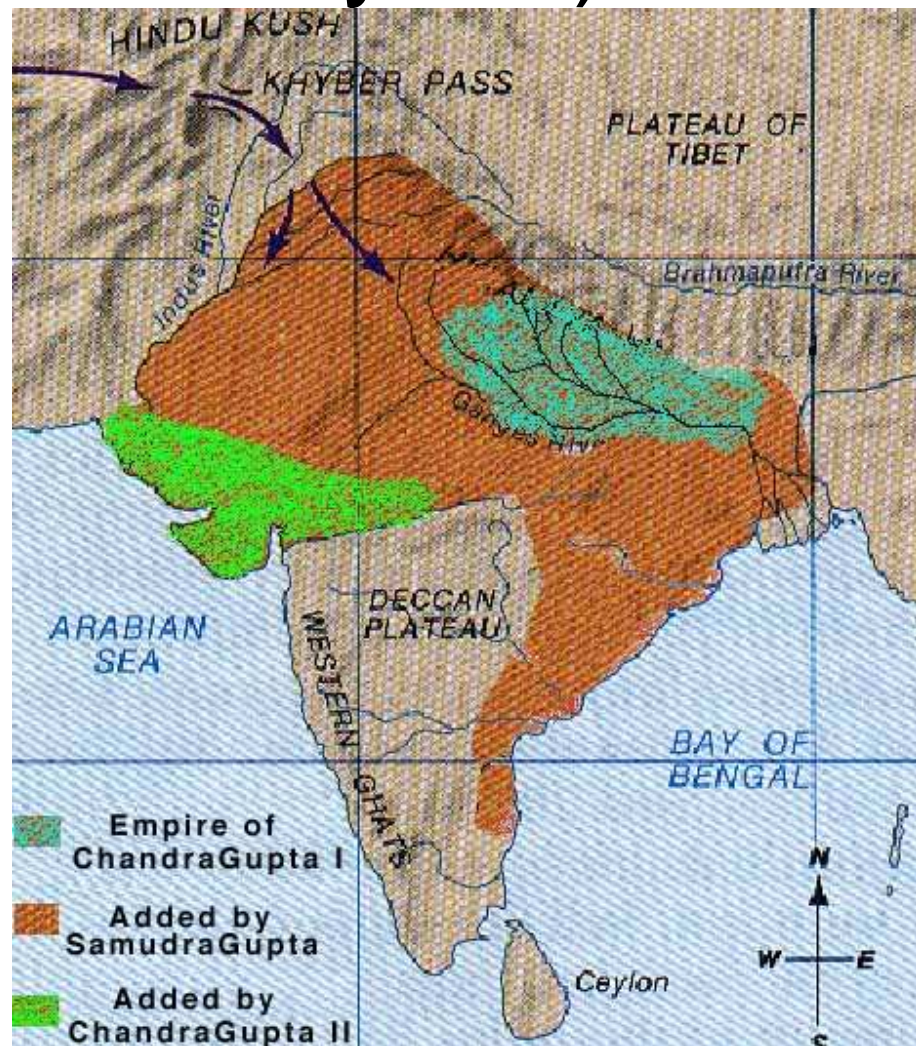 HINDU KUSH
KHYBER PASS
PLATEAU OF
TIBET
Indus River
Brahmaputra River
Ganges River
ARABIAN
SEA
DECCAN
PLATEAU
WESTERN
GHATS
BAY OF
BENGAL
Empire of
ChandraGupta I
Added by
SamudraGupta
Added by
ChandraGupta II
Ceylon
N
W
E
S